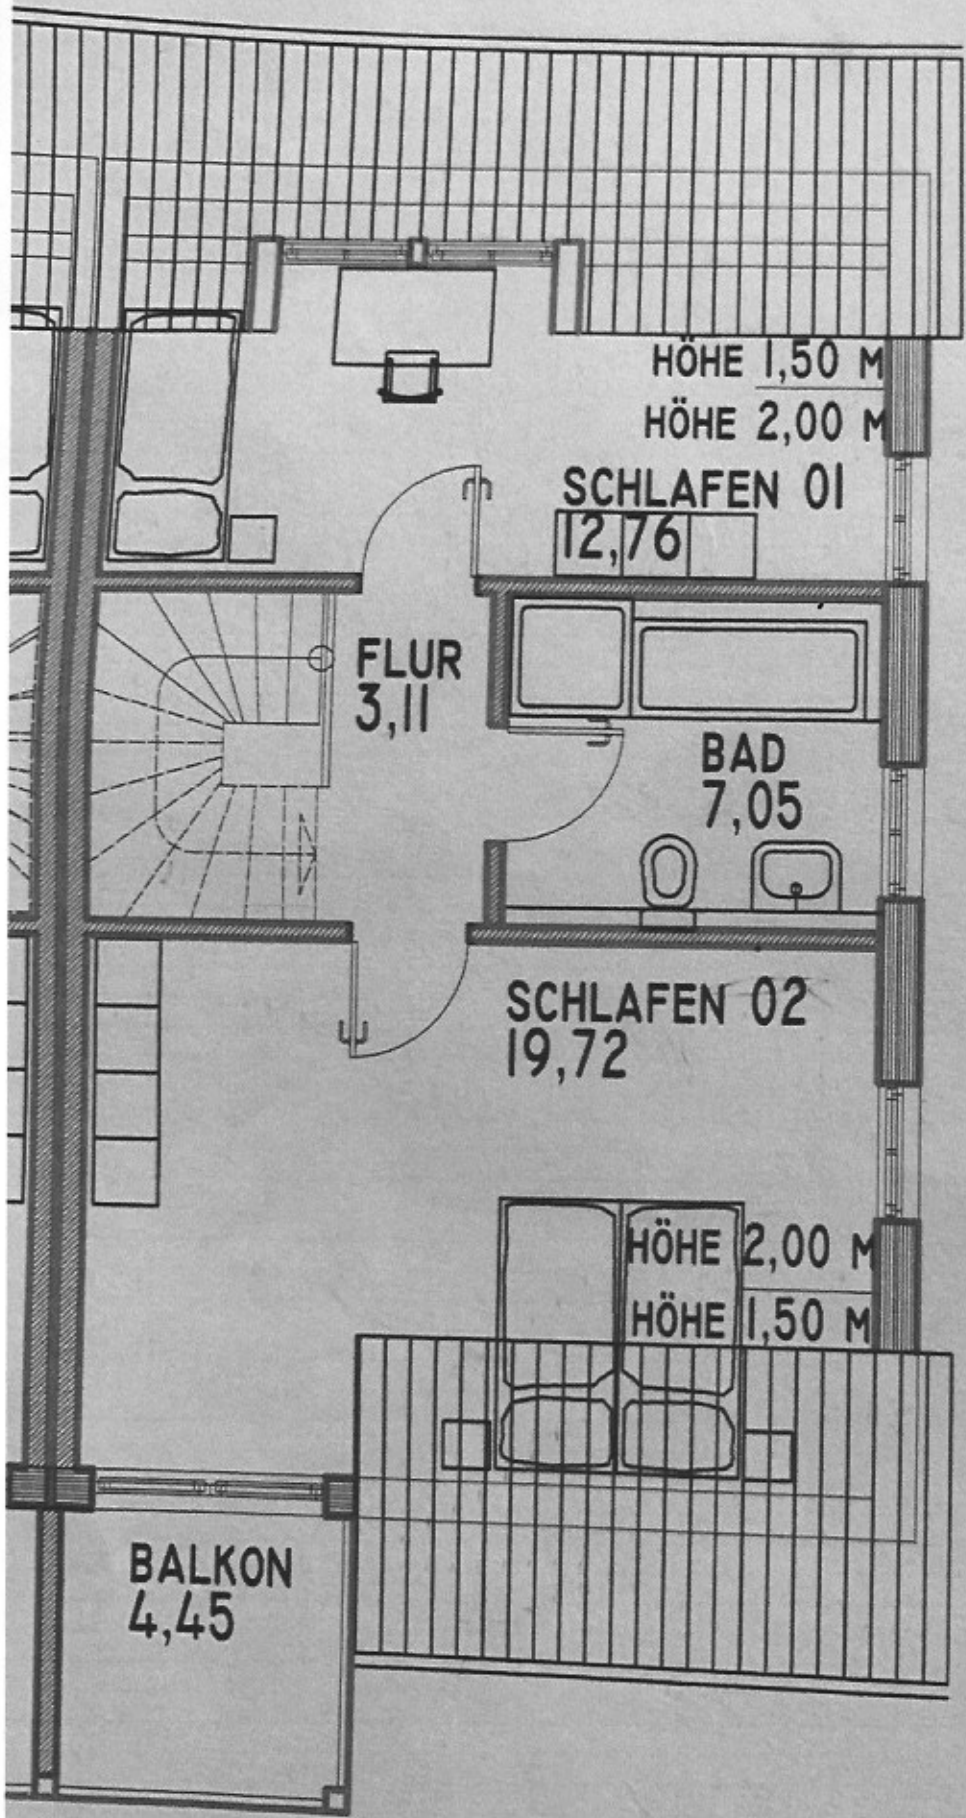 HÖHE 1,50 M
HÖHE 2,00 M
SCHLAFEN 01
12,76
FLUR
3,11
BAD
7,05
SCHLAFEN 02
19,72
HÖHE 2,00 M
HÖHE 1,50 M
BALKON
4,45